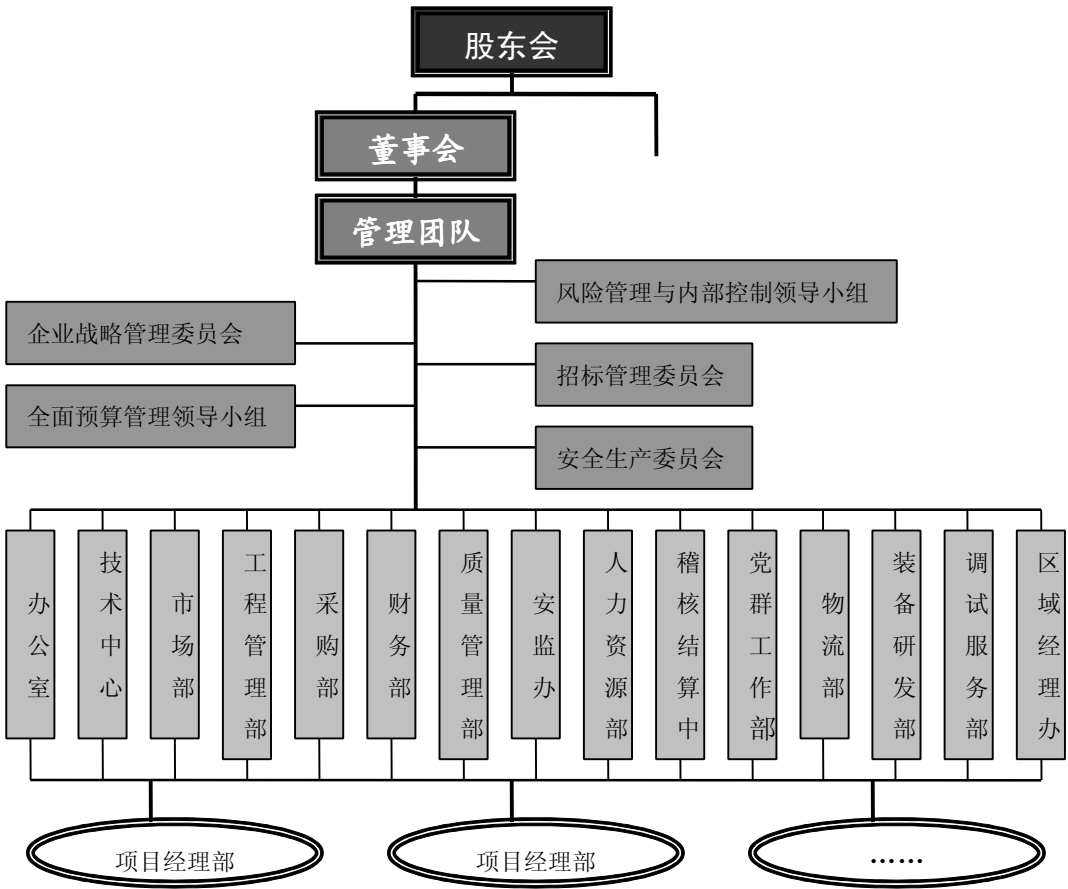 股东会
董事会
管理团队
风险管理与内部控制领导小组
企业战略管理委员会
招标管理委员会
全面预算管理领导小组
安全生产委员会
办公室
技术中心
市场部
工程管理部
采购部
财务部
质量管理部
安监办
人力资源部
稽核结算中
党群工作部
物流部
装备研发部
调试服务部
区域经理办
项目经理部
项目经理部
……